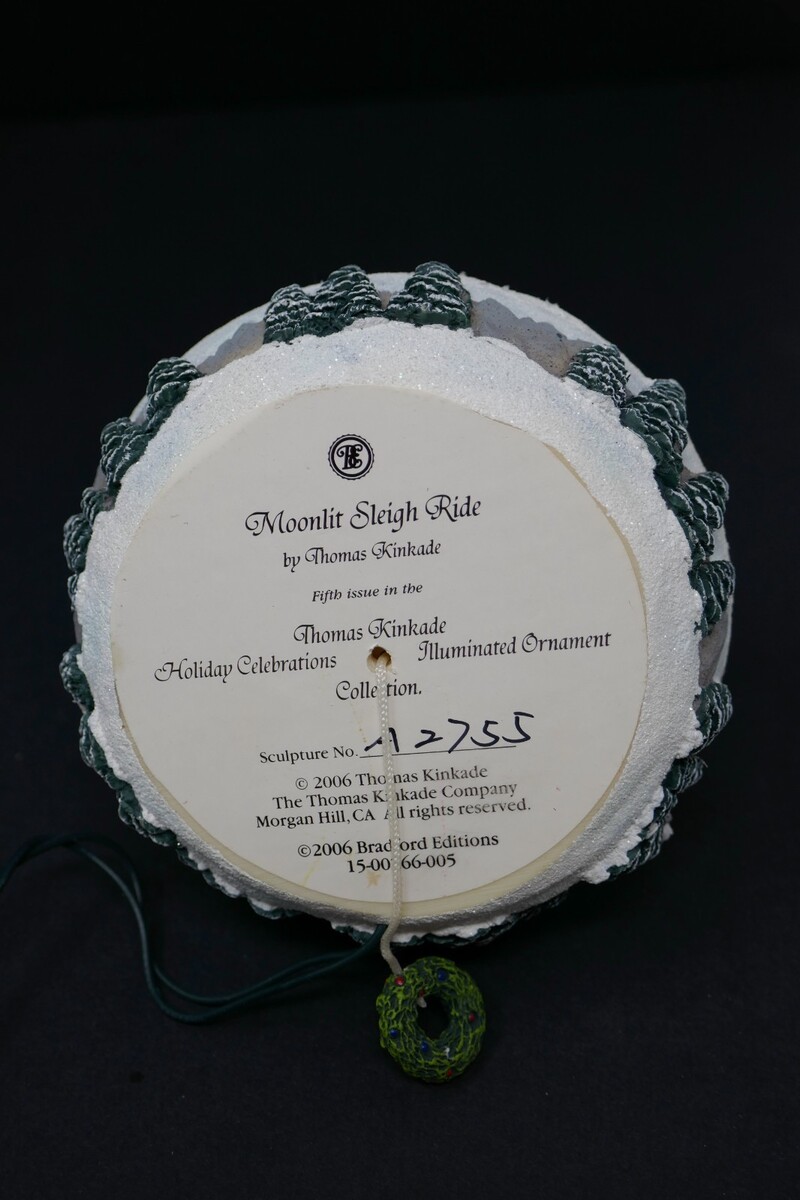 BE
Moonlit Sleigh Ride
by Thomas Kinkade
Fifth issue in the
Thomas Kinkade
Holiday Celebrations Illuminated Ornament
Collection.
Sculpture No. A2755
© 2006 Thomas Kinkade
The Thomas Kinkade Company
Morgan Hill, CA All rights reserved.
©2006 Bradford Editions